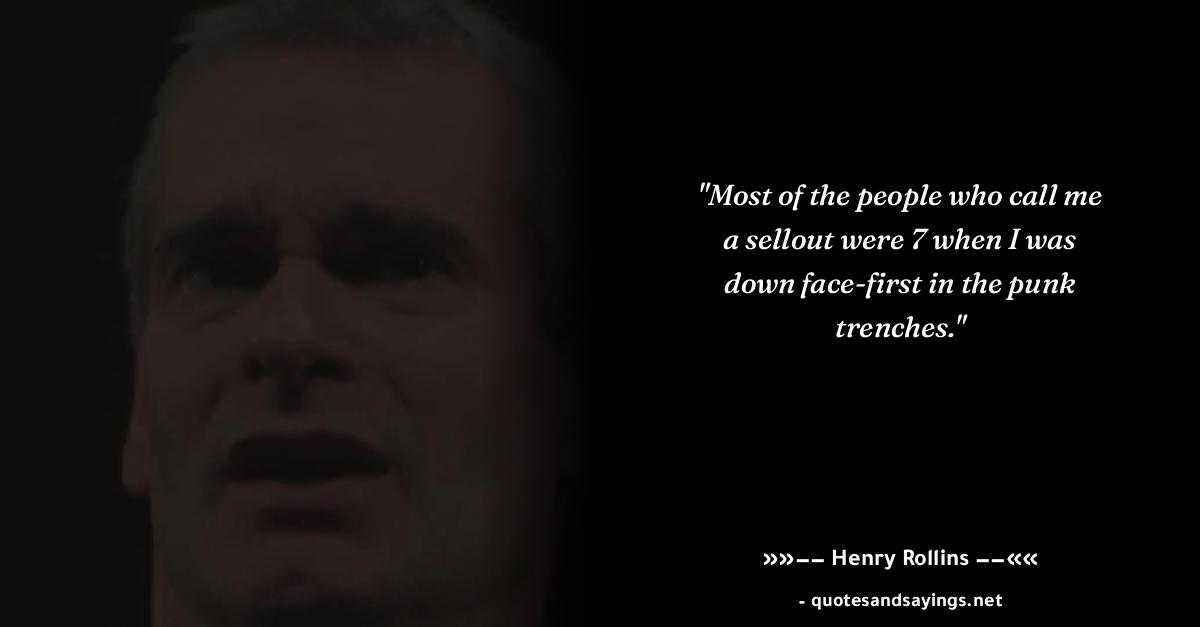 "Most of the people who call me
a sellout were 7 when I was
down face-first in the punk
trenches."
»»−− Henry Rollins −−««
- quotesandsayings.net